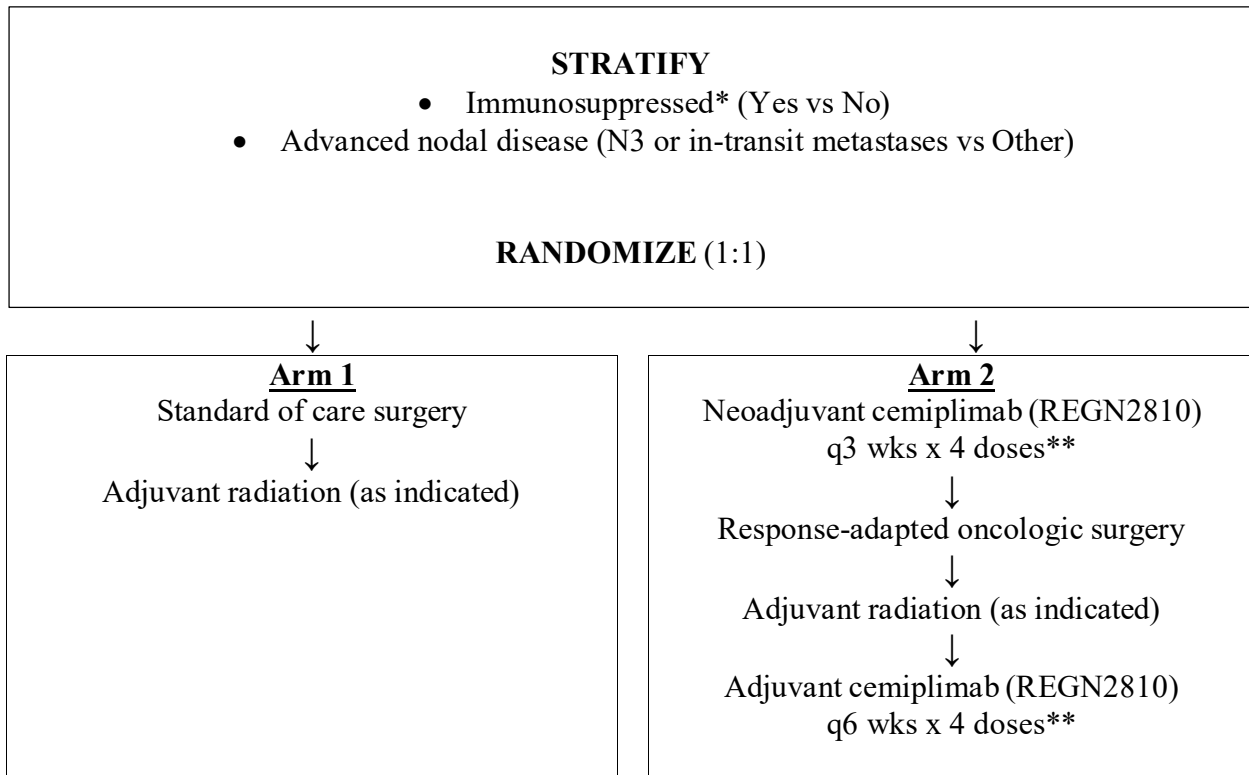 STRATIFY
• Immunosuppressed* (Yes vs No)
• Advanced nodal disease (N3 or in-transit metastases vs Other)
RANDOMIZE (1:1)
↓
↓
Arm 1
Standard of care surgery
↓
Adjuvant radiation (as indicated)
Arm 2
Neoadjuvant cemiplimab (REGN2810)
q3 wks x 4 doses**
↓
Response-adapted oncologic surgery
↓
Adjuvant radiation (as indicated)
↓
Adjuvant cemiplimab (REGN2810)
q6 wks x 4 doses**